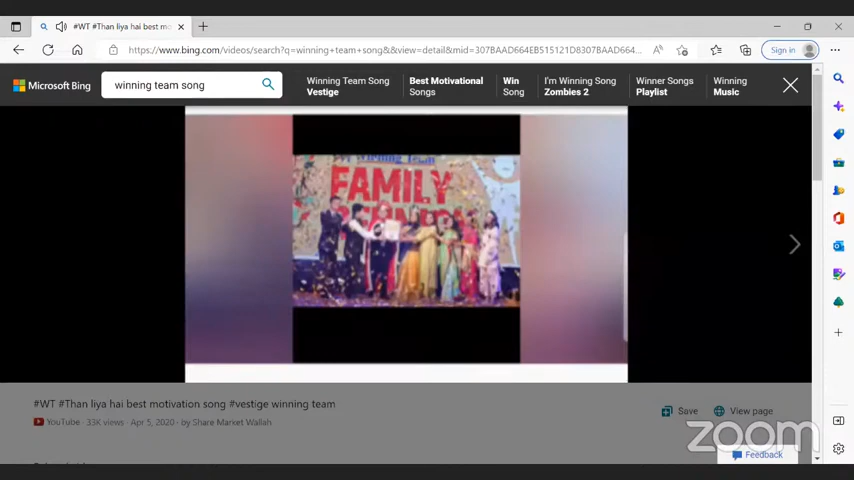 #WT #Than liya hai best mo
https://www.bing.com/videos/search?q=winning+team+song&&view=detail&mid=307BAAD664EB515121D8307BAAD664...
Sign in
Microsoft Bing
winning team song
Winning Team Song
Vestige
Best Motivational
Songs
Win
Song
I'm Winning Song
Zombies 2
Winner Songs
Playlist
Winning
Music
Winning Team
FAMILY
#WT #Than liya hai best motivation song #vestige winning team
YouTube · 33K views · Apr 5, 2020 · by Share Market Wallah
Save
View page
zoom
Feedback